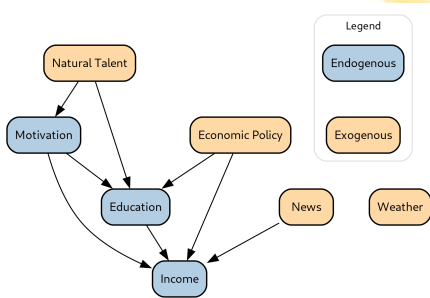 Legend
Natural Talent
Endogenous
Motivation
Economic Policy
Exogenous
Education
News
Weather
Income